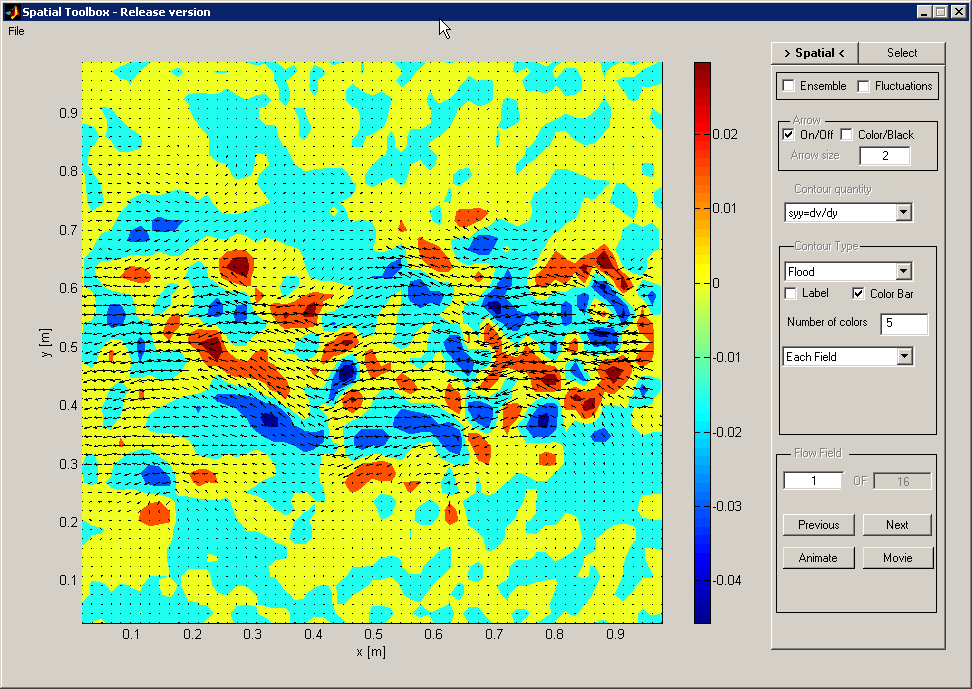 Spatial Toolbox - Release version
File
> Spatial <
Select
Ensemble
Fluctuations
Arrow
On/Off
Color/Black
Arrow size
2
Contour quantity
syy=dv/dy
Contour Type
Flood
Label
Color Bar
Number of colors
5
Each Field
Flow Field
1
OF
16
Previous
Next
Animate
Movie
0.9
0.8
0.7
0.6
0.5
0.4
0.3
0.2
0.1
y [m]
0.1
0.2
0.3
0.4
0.5
0.6
0.7
0.8
0.9
x [m]
0.02
0.01
0
-0.01
-0.02
-0.03
-0.04